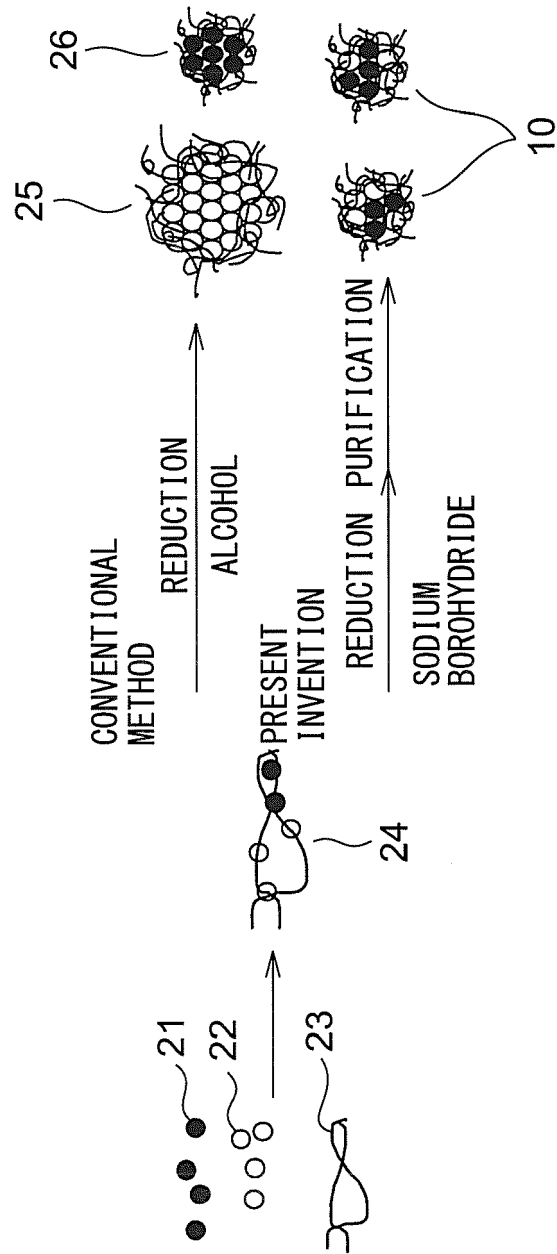 21
22
23
24
CONVENTIONAL
METHOD
REDUCTION
ALCOHOL
25
26
PRESENT
INVENTION
REDUCTION PURIFICATION
SODIUM
BOROHYDRIDE
10